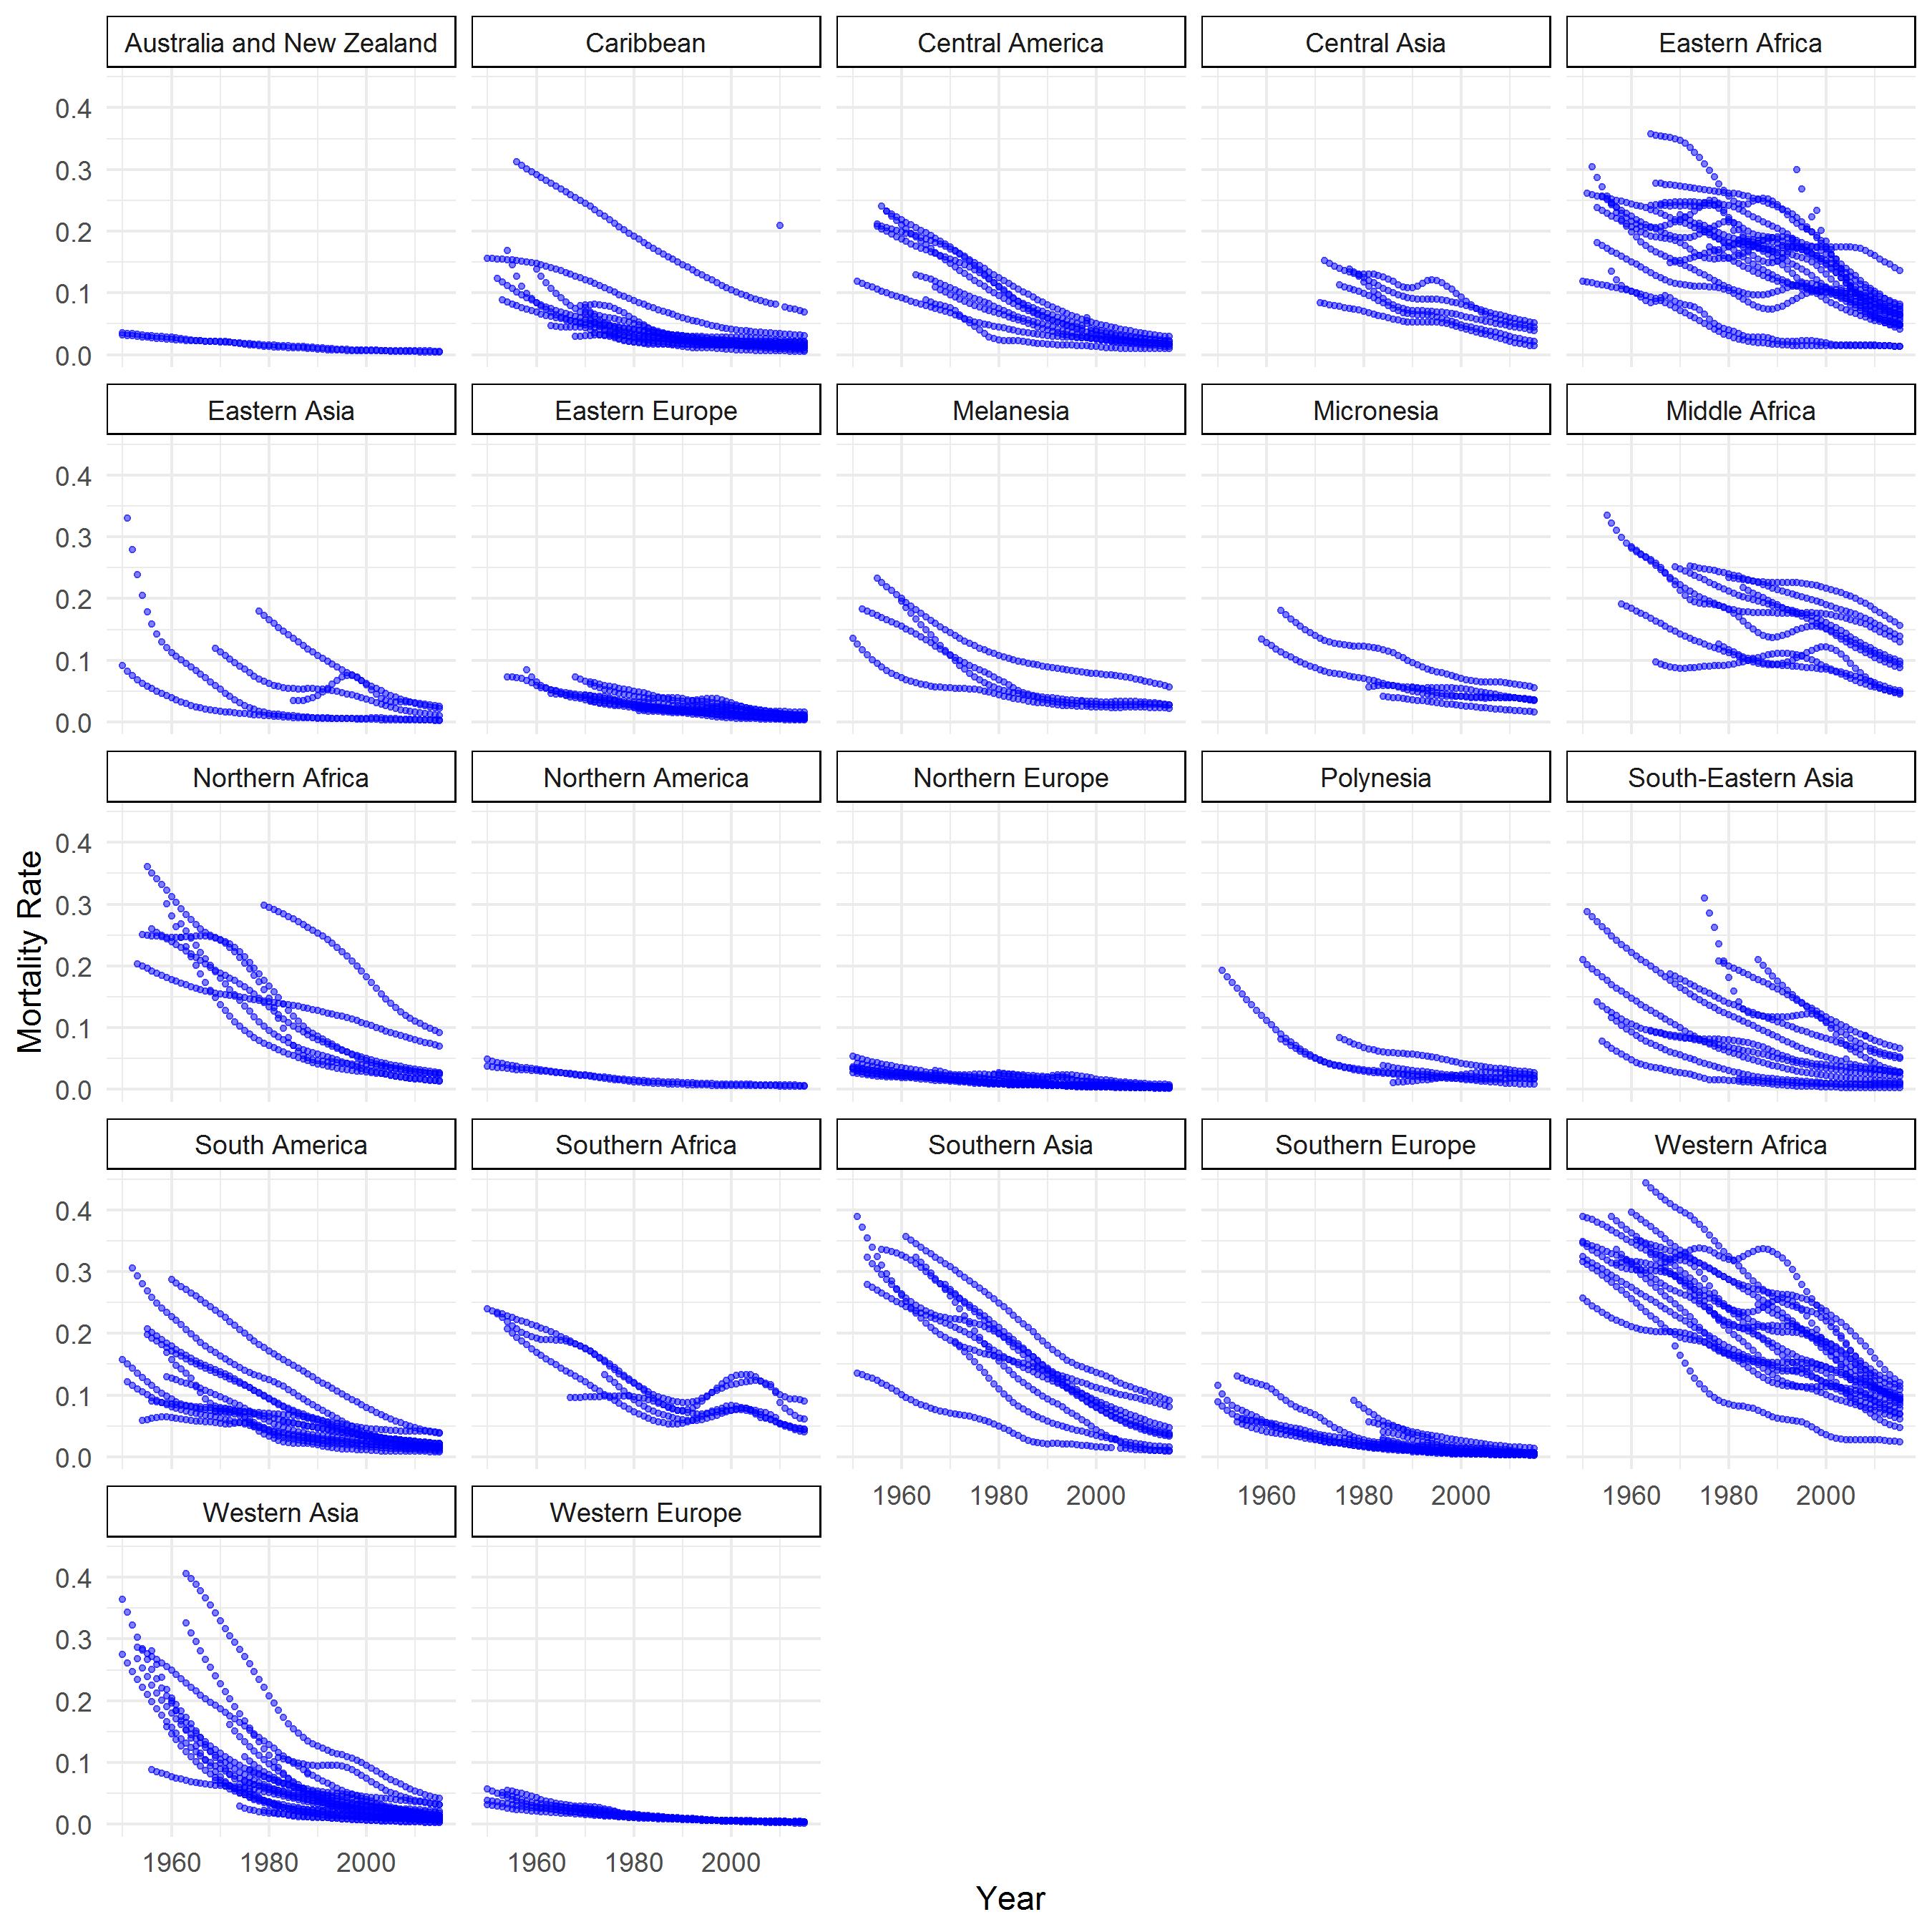 Australia and New Zealand Caribbean Central America Central Asia Eastern Africa
0.4
0.3
0.2
0.1
0.0
Eastern Asia Eastern Europe Melanesia Micronesia Middle Africa
0.4
0.3
0.2
0.1
0.0
Northern Africa Northern America Northern Europe Polynesia South-Eastern Asia
0.4
0.3
0.2
0.1
0.0
Mortality Rate
South America Southern Africa Southern Asia Southern Europe Western Africa
0.4
0.3
0.2
0.1
0.0
1960 1980 2000 1960 1980 2000 1960 1980 2000
Western Asia Western Europe
0.4
0.3
0.2
0.1
0.0
1960 1980 2000 1960 1980 2000
Year